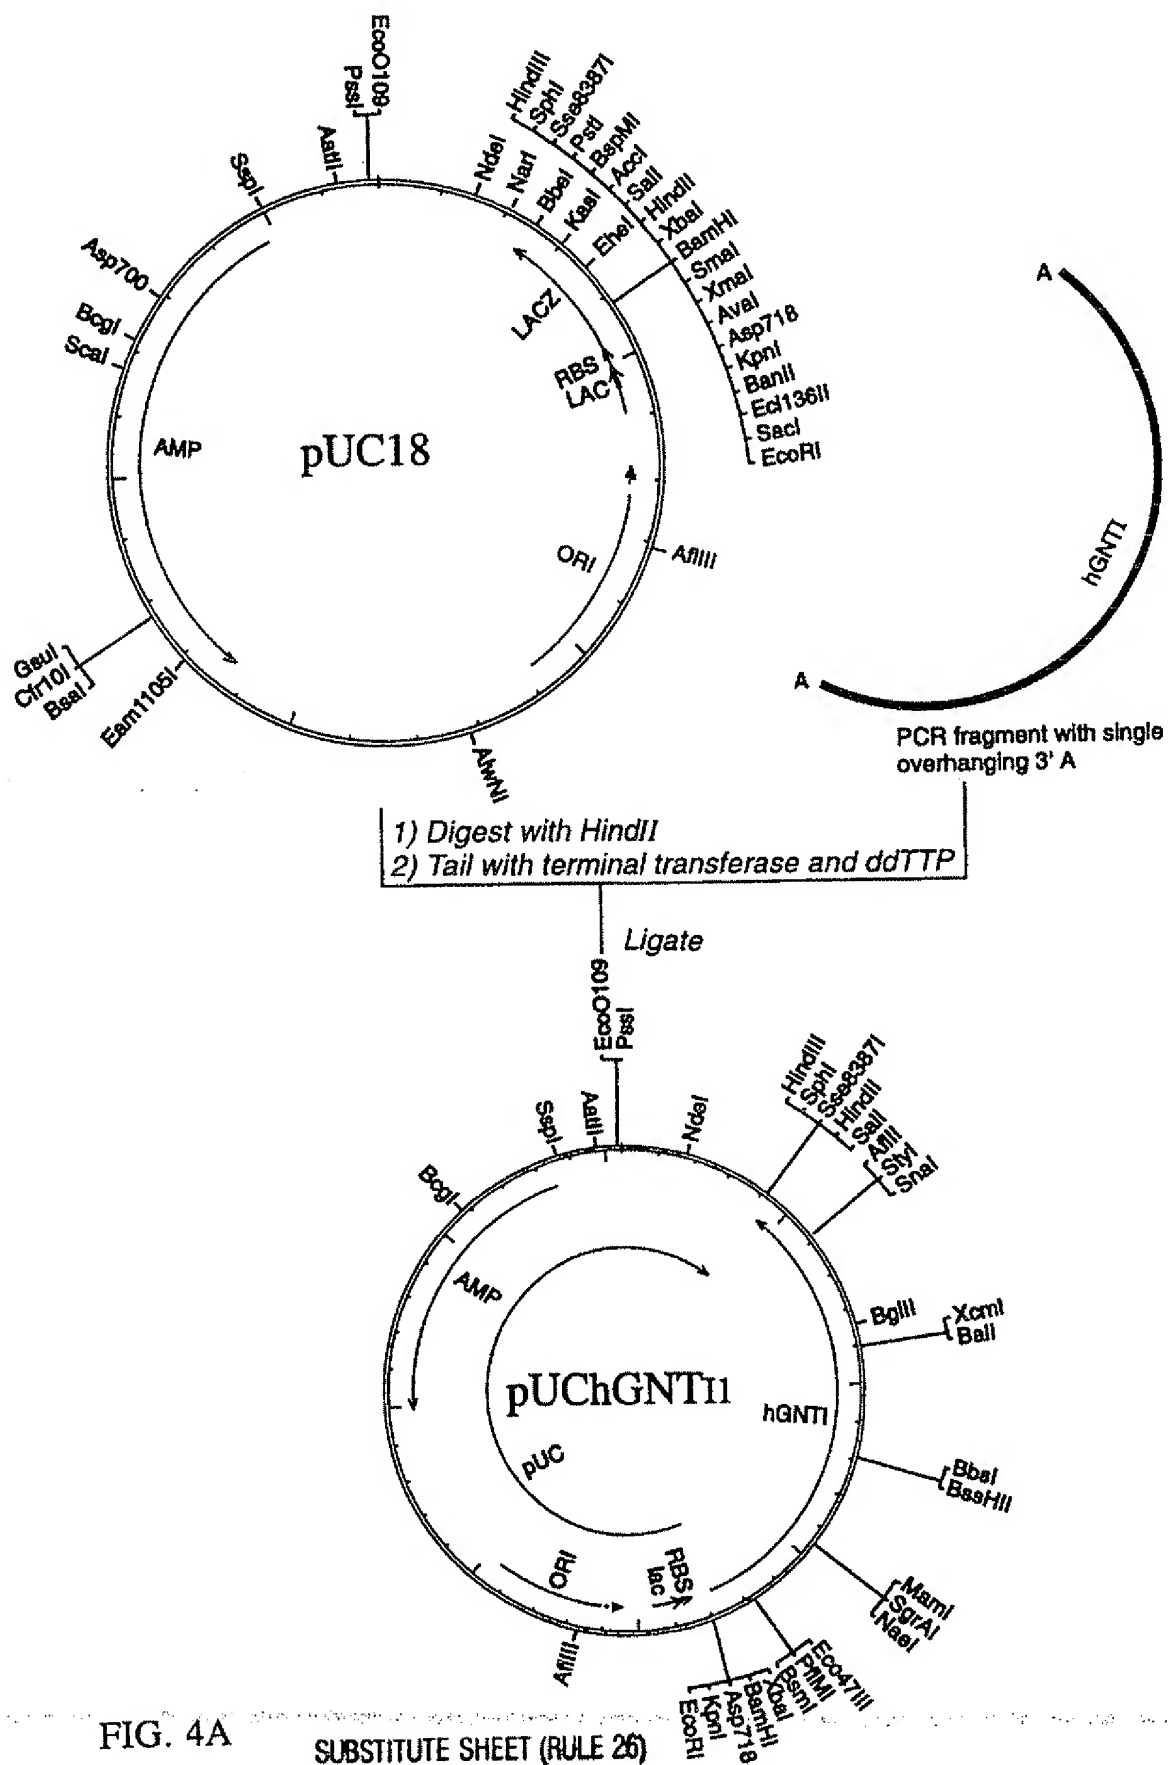 EcoO109
PssI
AatII
SspI
Asp700
BcgI
ScaI
NdeI
NarI
BbeI
KasI
EheI
HindIII
SphI
Sse8387I
PstI
BspMI
AccI
SalI
HindII
XbaI
BamHI
SmaI
XmaI
AvaI
Asp718
KpnI
BanII
Ecl136II
SacI
EcoRI
LACZ
RBS
LAC
AMP
pUC18
ORI
AflIII
GsuI
Cfr10I
BsaI
Eam1105I
AlwNI
A
hGNTI
A
PCR fragment with single
overhanging 3' A
1) Digest with HindII
2) Tail with terminal transferase and ddTTP
Ligate
EcoO109
PssI
AatII
SspI
BcgI
NdeI
HindIII
SphI
Sse8387I
HindII
SalI
AflII
StyI
SnaI
BglII
XcmI
BalI
AMP
pUChGNTI1
hGNTI
pUC
BbsI
BssHII
ORI
RBS
lac
MamI
SgrAI
NaeI
AflIII
Eco47III
PflMI
BsmI
XbaI
BamHI
Asp718
KpnI
EcoRI
FIG. 4A
SUBSTITUTE SHEET (RULE 26)